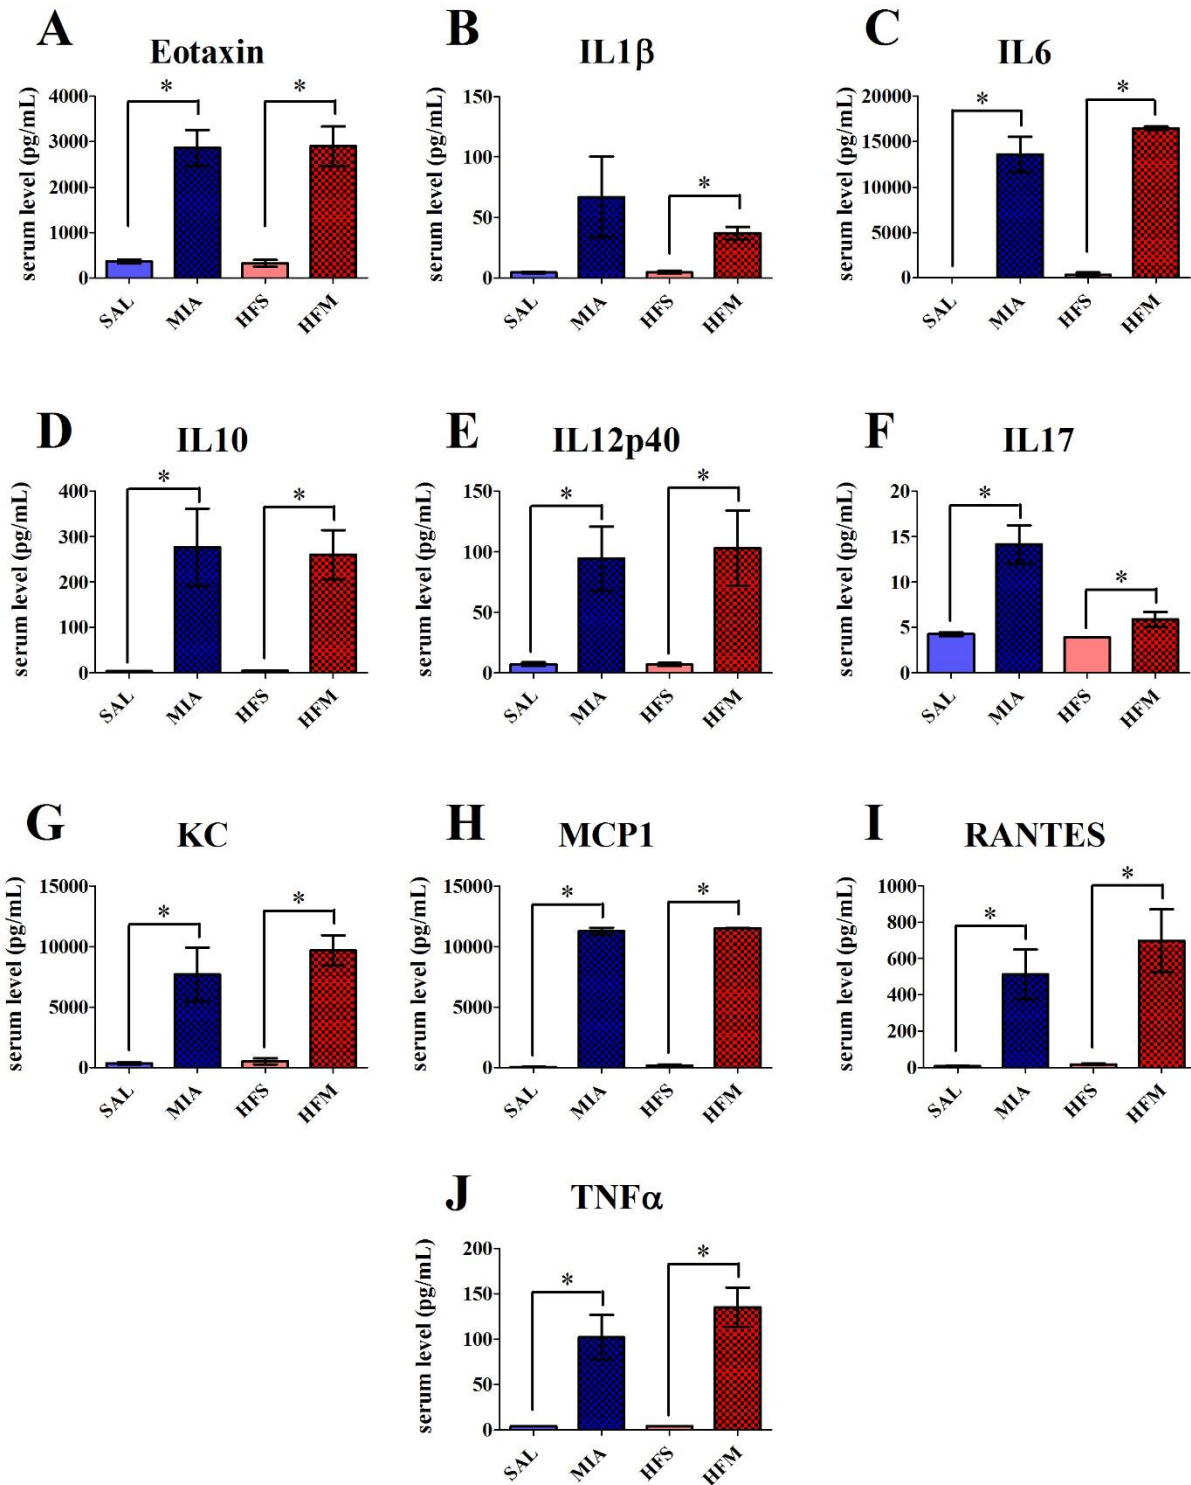 A Eotaxin
serum level (pg/mL)
4000
3000
2000
1000
0
* *
SAL MIA HFS HFM
B IL1β
serum level (pg/mL)
150
100
50
0
*
SAL MIA HFS HFM
C IL6
serum level (pg/mL)
20000
15000
10000
5000
0
* *
SAL MIA HFS HFM
D IL10
serum level (pg/mL)
400
300
200
100
0
* *
SAL MIA HFS HFM
E IL12p40
serum level (pg/mL)
150
100
50
0
* *
SAL MIA HFS HFM
F IL17
serum level (pg/mL)
20
15
10
5
0
* *
SAL MIA HFS HFM
G KC
serum level (pg/mL)
15000
10000
5000
0
* *
SAL MIA HFS HFM
H MCP1
serum level (pg/mL)
15000
10000
5000
0
* *
SAL MIA HFS HFM
I RANTES
serum level (pg/mL)
1000
800
600
400
200
0
* *
SAL MIA HFS HFM
J TNFα
serum level (pg/mL)
200
150
100
50
0
* *
SAL MIA HFS HFM